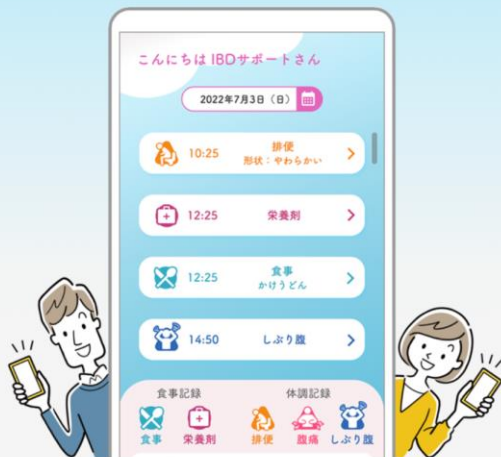 こんにちは IBDサポートさん
2022年7月3日（日）
10:25
排便
形状：やわらかい
12:25
栄養剤
12:25
食事
かけうどん
14:50
しぶり腹
食事記録
体調記録
食事 栄養剤 排便 腹痛 しぶり腹